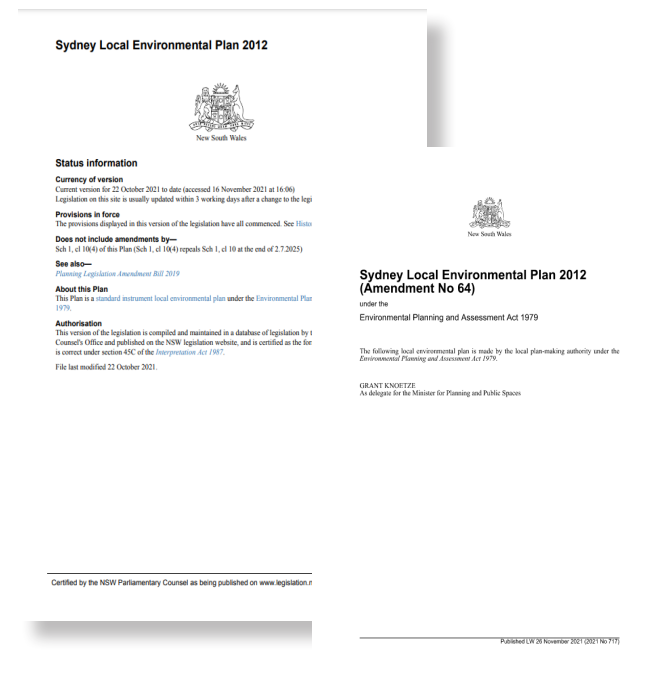 Sydney Local Environmental Plan 2012
New South Wales
Status information
Currency of version
Current version for 22 October 2021 to date (accessed 16 November 2021 at 16:06)
Legislation on this site is usually updated within 3 working days after a change to the legi
Provisions in force
The provisions displayed in this version of the legislation have all commenced. See Histo
Does not include amendments by—
Sch 1, cl 10(4) of this Plan (Sch 1, cl 10(4) repeals Sch 1, cl 10 at the end of 2.7.2025)
See also—
Planning Legislation Amendment Bill 2019
About this Plan
This Plan is a standard instrument local environmental plan under the Environmental Plan
1979.
Authorisation
This version of the legislation is compiled and maintained in a database of legislation by t
Counsel's Office and published on the NSW legislation website, and is certified as the for
is correct under section 45C of the Interpretation Act 1987.
File last modified 22 October 2021.
Certified by the NSW Parliamentary Counsel as being published on www.legislation.n
New South Wales
Sydney Local Environmental Plan 2012
(Amendment No 64)
under the
Environmental Planning and Assessment Act 1979
The following local environmental plan is made by the local plan-making authority under the
Environmental Planning and Assessment Act 1979.
GRANT KNOETZE
As delegate for the Minister for Planning and Public Spaces
Published LW 26 November 2021 (2021 No 717)